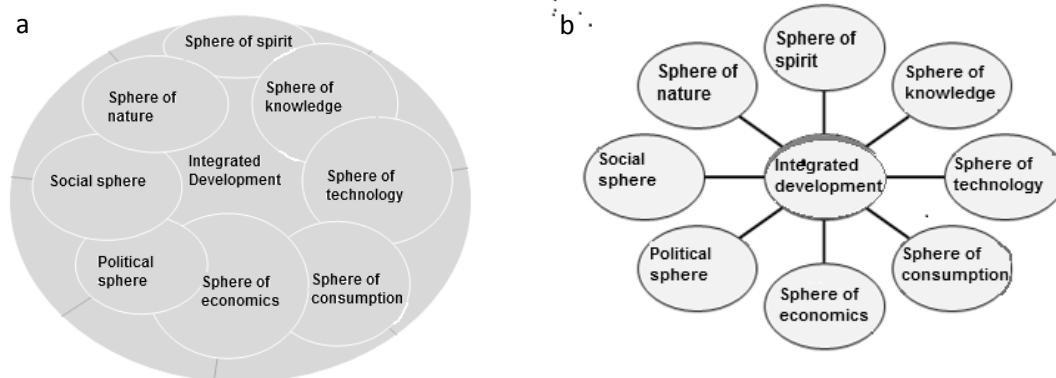 a
Sphere of spirit
Sphere of
nature
Sphere of
knowledge
Social sphere
Integrated
Development
Sphere of
technology
Political
sphere
Sphere of
economics
Sphere of
consumption
b
Sphere of
spirit
Sphere of
nature
Sphere of
knowledge
Social
sphere
Integrated
development
Sphere of
technology
Political
sphere
Sphere of
economics
Sphere of
consumption